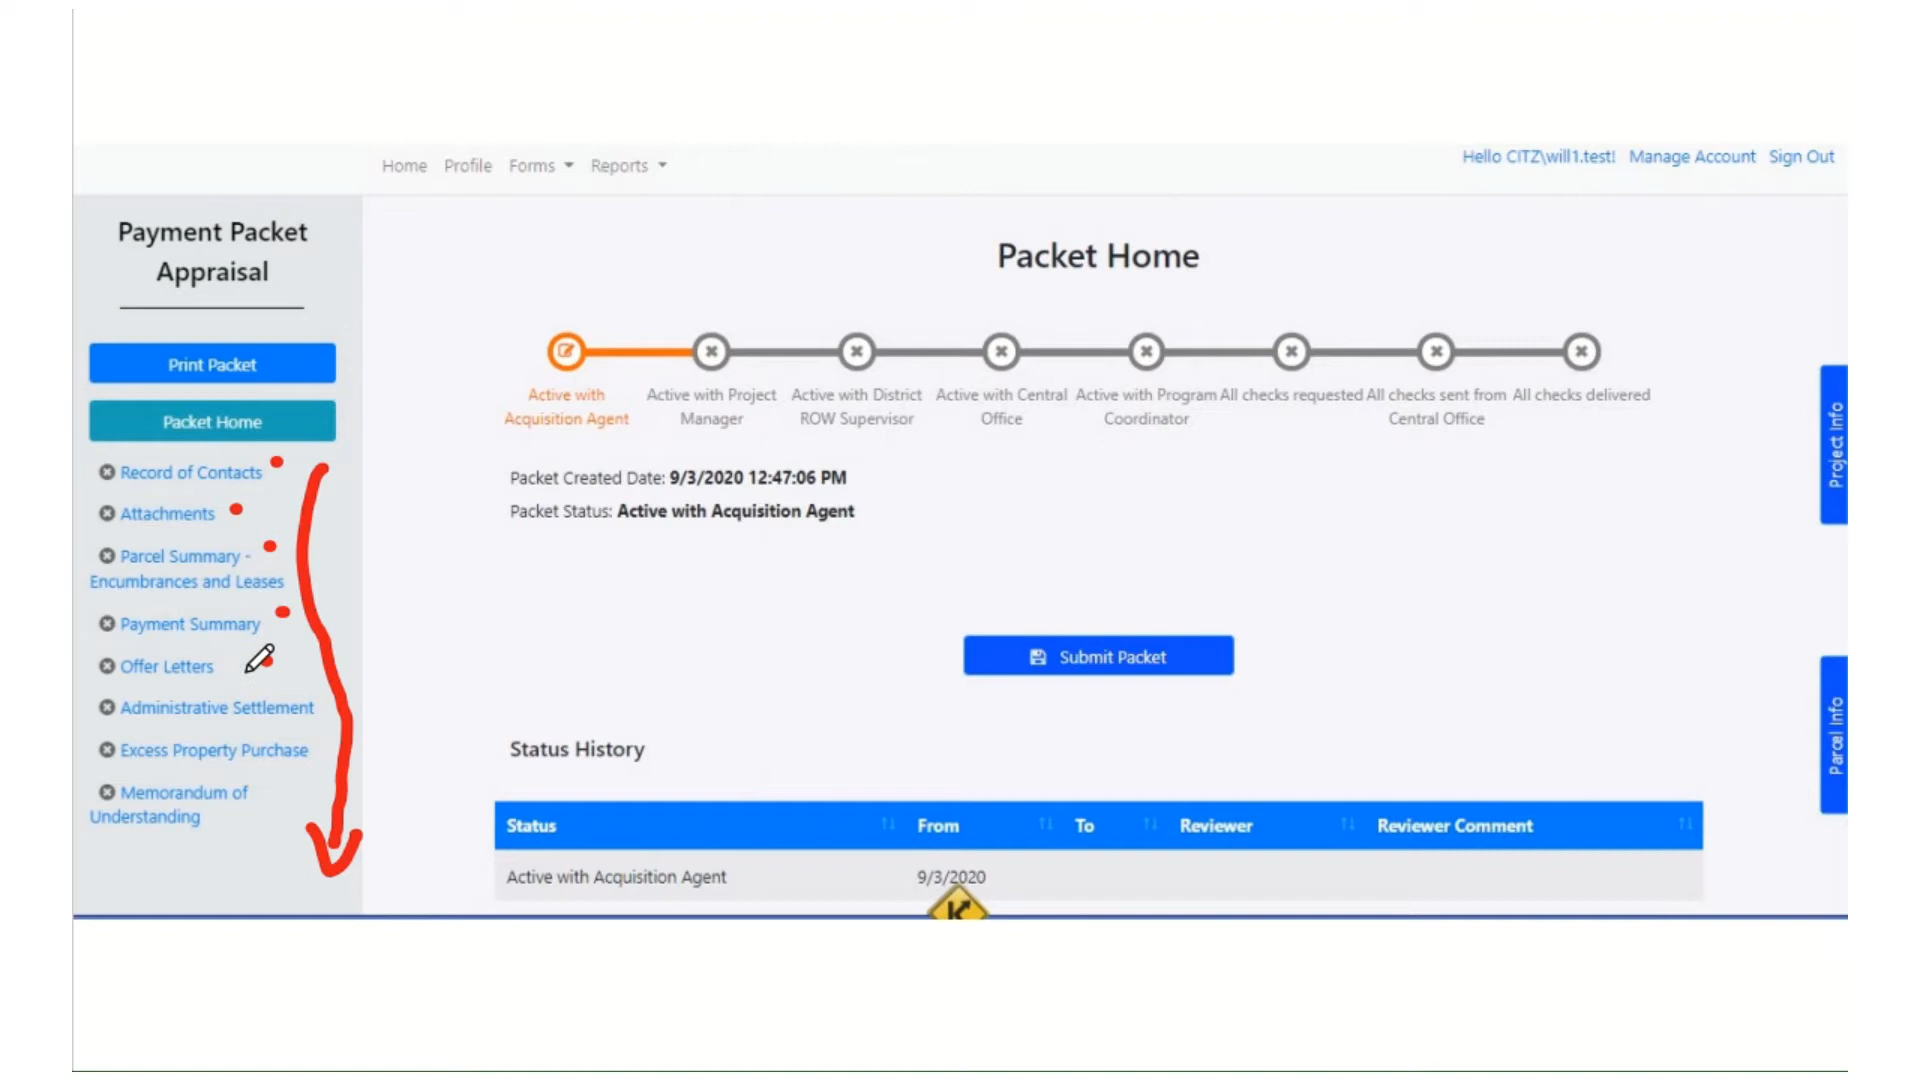 Home Profile Forms Reports
Hello CITZ\will1.test! Manage Account Sign Out
Payment Packet
Appraisal
Print Packet
Packet Home
Record of Contacts
Attachments
Parcel Summary -
Encumbrances and Leases
Payment Summary
Offer Letters
Administrative Settlement
Excess Property Purchase
Memorandum of
Understanding
Packet Home
Active with
Acquisition Agent
Active with Project
Manager
Active with District
ROW Supervisor
Active with Central
Office
Active with Program
Coordinator
All checks requested
All checks sent from
Central Office
All checks delivered
Packet Created Date: 9/3/2020 12:47:06 PM
Packet Status: Active with Acquisition Agent
Submit Packet
Status History
Status From To Reviewer Reviewer Comment
Active with Acquisition Agent 9/3/2020
Project Info
Parcel Info